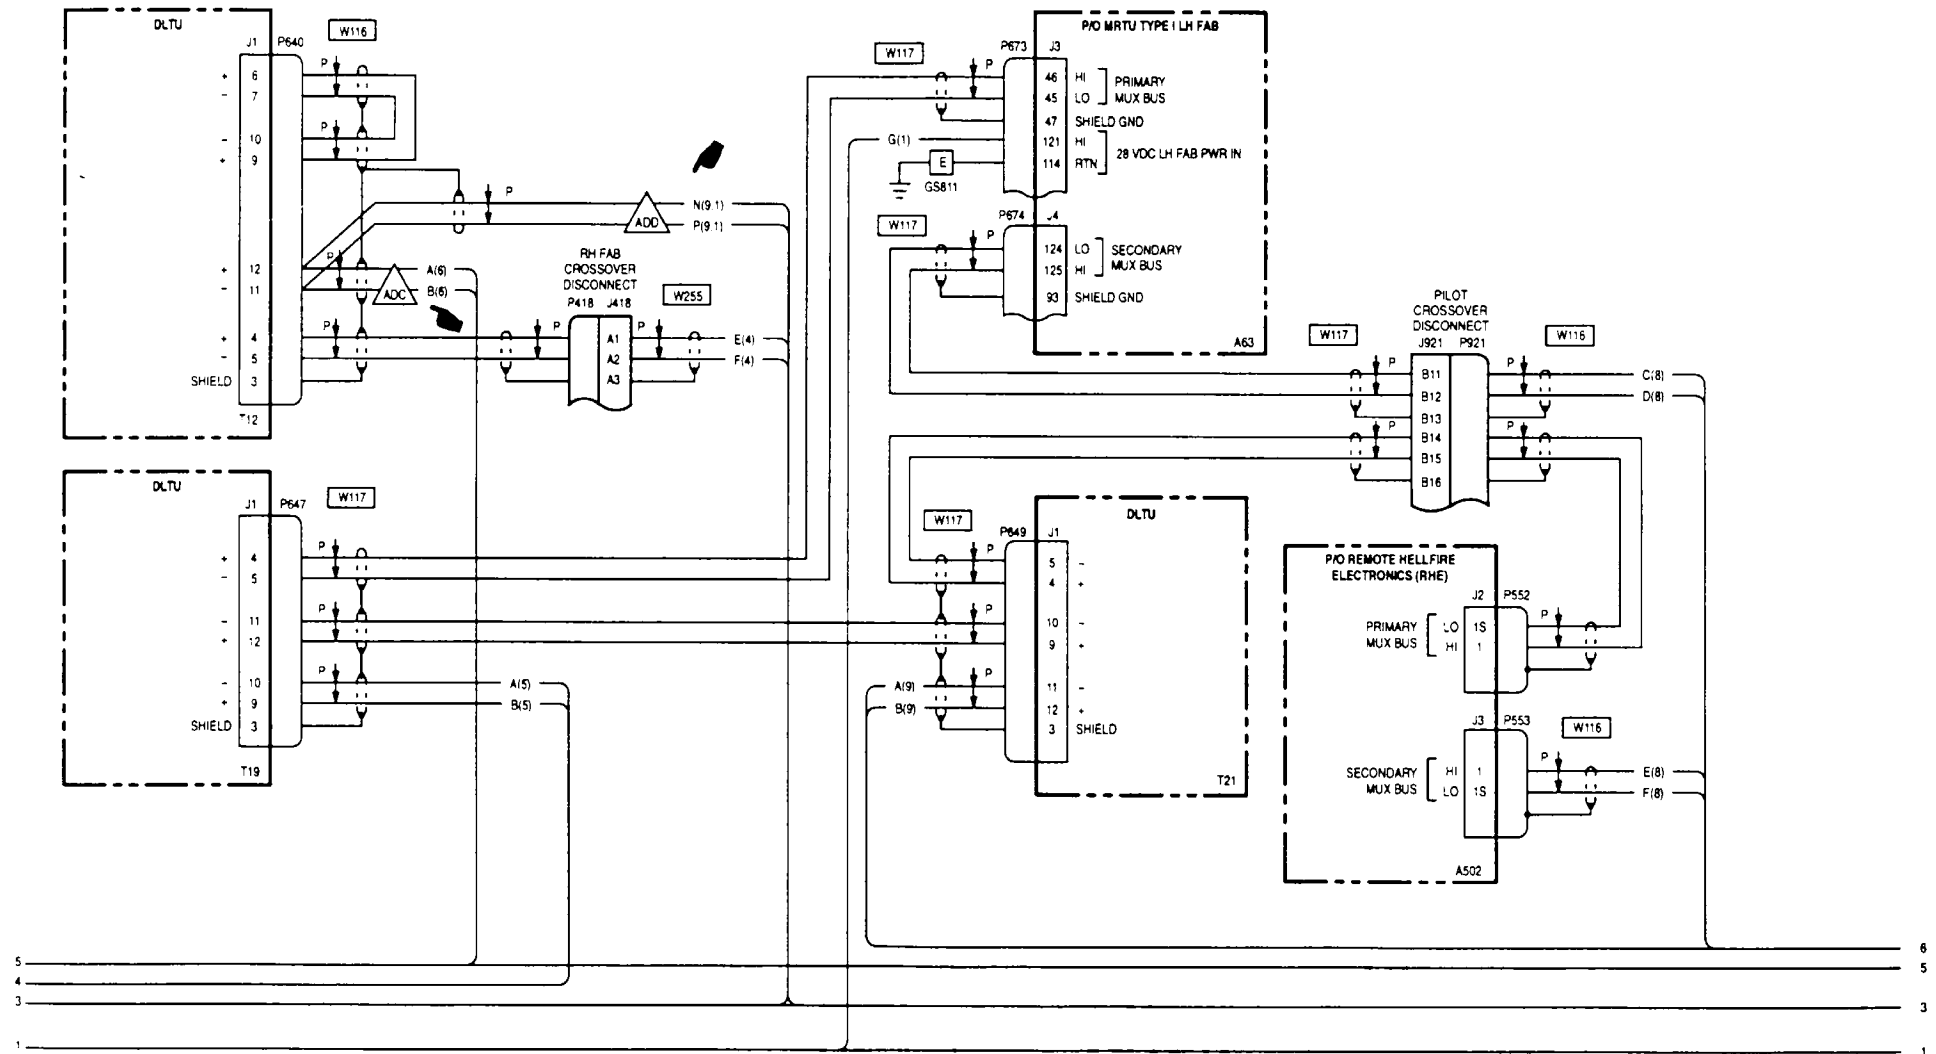 DLTU
J1 P640
W116
P
+ 6
- 7
P
- 10
+ 9
P
ADD
N(9.1)
P(9.1)
P
+ 12
- 11
ADC
A(6)
B(6)
RH FAB
CROSSOVER
DISCONNECT
P418 J418
W255
P
+ 4
- 5
SHIELD 3
P
A1
A2
A3
P
E(4)
F(4)
T12
DLTU
J1 P647
W117
P
+ 4
- 5
P
- 11
+ 12
P
- 10
+ 9
SHIELD 3
A(5)
B(5)
T19
P/O MRTU TYPE I LH FAB
W117
P673 J3
P
46 HI
45 LO
PRIMARY
MUX BUS
47 SHIELD GND
G(1)
121 HI
114 RTN
28 VDC LH FAB PWR IN
E
GS811
W117
P674 J4
P
124 LO
125 HI
SECONDARY
MUX BUS
93 SHIELD GND
A63
PILOT
CROSSOVER
DISCONNECT
W117
J921 P921
W116
P
B11
B12
B13
P
C(8)
D(8)
P
B14
B15
B16
P
DLTU
W117
P649 J1
P
5 -
4 +
P
10 -
9 +
P
A(9)
B(9)
11 -
12 +
3 SHIELD
T21
P/O REMOTE HELLFIRE
ELECTRONICS (RHE)
J2 P552
PRIMARY
MUX BUS
LO 1S
HI 1
P
J3 P553
W116
SECONDARY
MUX BUS
HI 1
LO 1S
P
E(8)
F(8)
A502
6
5 5
4
3 3
1 1